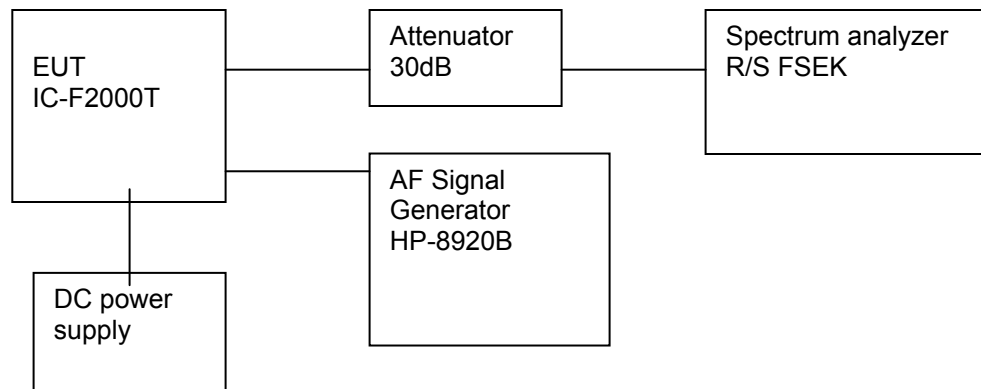 EUT
IC-F2000T
Attenuator
30dB
Spectrum analyzer
R/S FSEK
AF Signal
Generator
HP-8920B
DC power
supply